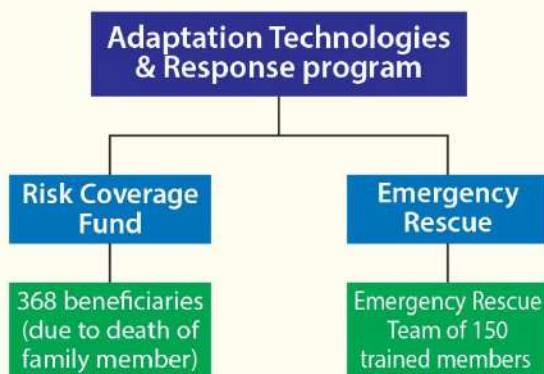 Adaptation Technologies
& Response program
Risk Coverage
Fund
Emergency
Rescue
368 beneficiaries
(due to death of
family member)
Emergency Rescue
Team of 150
trained members